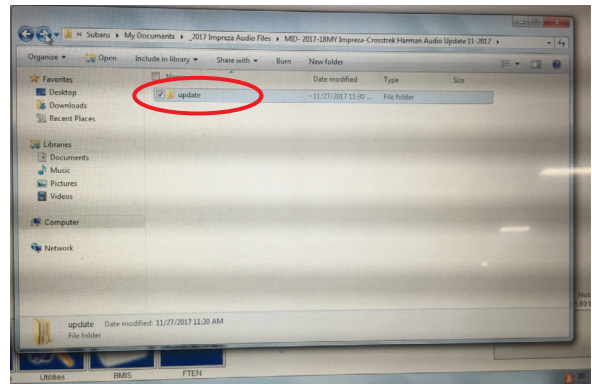 « Subaru ▸ My Documents ▸ _2017 Impreza Audio Files ▸ MID- 2017-18MY Impreza-Crosstrek Harman Audio Update 11-2017 ▸
Organize ▾ Open Include in library ▾ Share with ▾ Burn New folder
Name Date modified Type Size
Favorites
update 11/27/2017 11:30 ... File folder
Desktop
Downloads
Recent Places
Libraries
Documents
Music
Pictures
Videos
Computer
Network
update Date modified: 11/27/2017 11:30 AM
File folder
Utilities BMIS FTEN